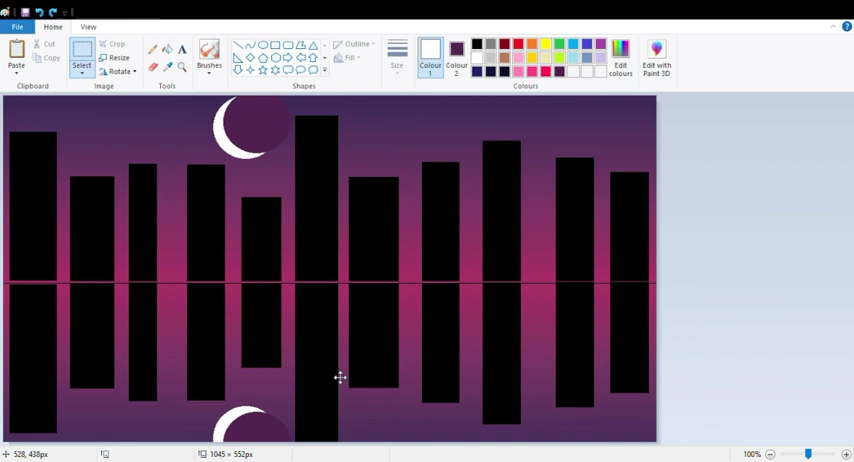 File Home View
Paste
Cut
Copy
Clipboard
Select
Crop
Resize
Rotate
Image
A
Tools
Brushes
Outline
Fill
Shapes
Size
Colour
1
Colour
2
Edit
colours
Edit with
Paint 3D
Colours
528, 438px
1045 × 552px
100%